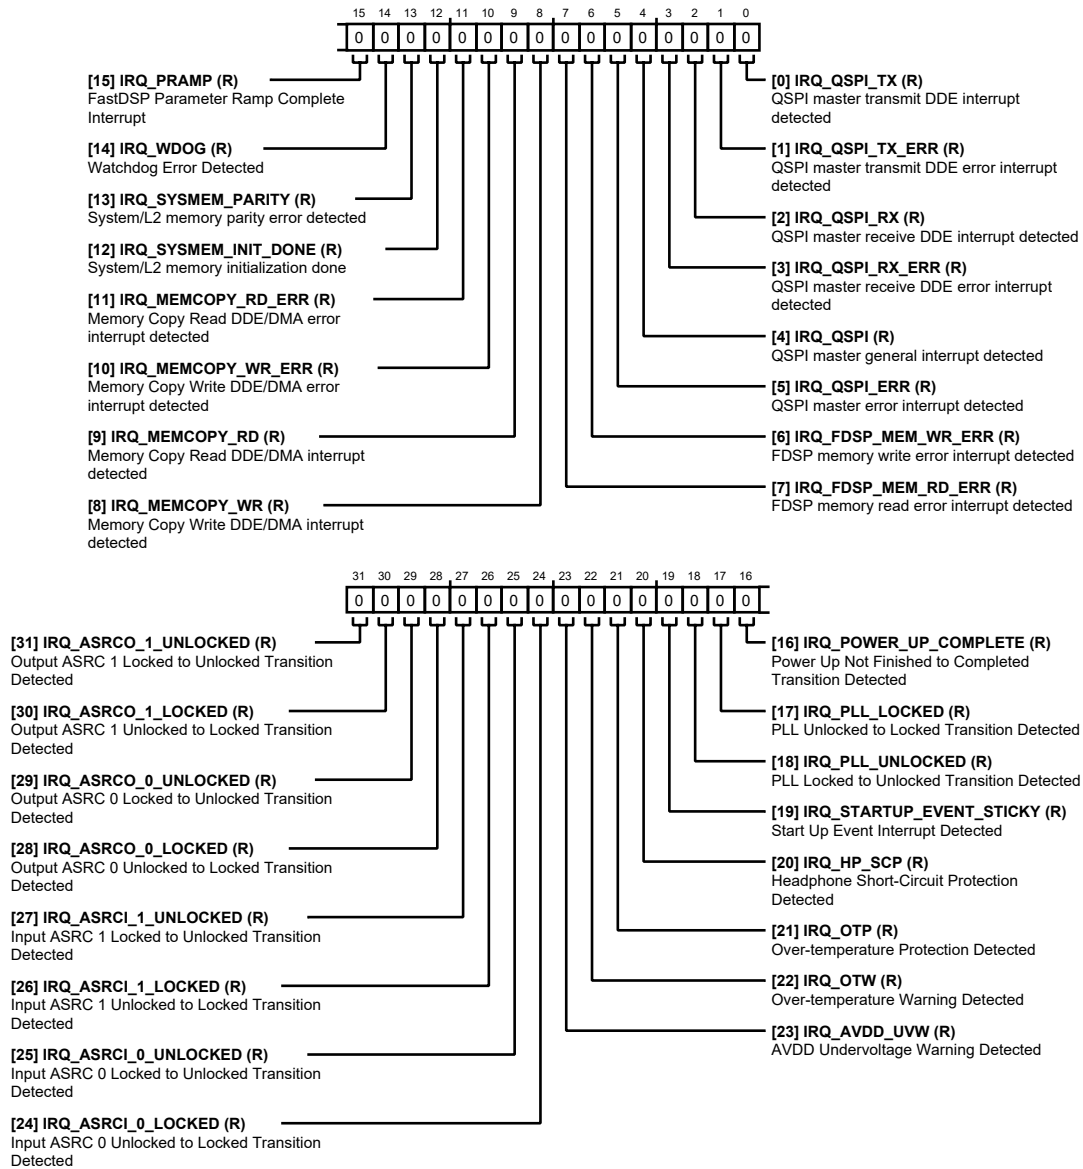 15 14 13 12 11 10 9 8 7 6 5 4 3 2 1 0
0 0 0 0 0 0 0 0 0 0 0 0 0 0 0 0
[15] IRQ_PRAMP (R)
FastDSP Parameter Ramp Complete
Interrupt
[14] IRQ_WDOG (R)
Watchdog Error Detected
[13] IRQ_SYSMEM_PARITY (R)
System/L2 memory parity error detected
[12] IRQ_SYSMEM_INIT_DONE (R)
System/L2 memory initialization done
[11] IRQ_MEMCOPY_RD_ERR (R)
Memory Copy Read DDE/DMA error
interrupt detected
[10] IRQ_MEMCOPY_WR_ERR (R)
Memory Copy Write DDE/DMA error
interrupt detected
[9] IRQ_MEMCOPY_RD (R)
Memory Copy Read DDE/DMA interrupt
detected
[8] IRQ_MEMCOPY_WR (R)
Memory Copy Write DDE/DMA interrupt
detected
[0] IRQ_QSPI_TX (R)
QSPI master transmit DDE interrupt
detected
[1] IRQ_QSPI_TX_ERR (R)
QSPI master transmit DDE error interrupt
detected
[2] IRQ_QSPI_RX (R)
QSPI master receive DDE interrupt detected
[3] IRQ_QSPI_RX_ERR (R)
QSPI master receive DDE error interrupt
detected
[4] IRQ_QSPI (R)
QSPI master general interrupt detected
[5] IRQ_QSPI_ERR (R)
QSPI master error interrupt detected
[6] IRQ_FDSP_MEM_WR_ERR (R)
FDSP memory write error interrupt detected
[7] IRQ_FDSP_MEM_RD_ERR (R)
FDSP memory read error interrupt detected
31 30 29 28 27 26 25 24 23 22 21 20 19 18 17 16
0 0 0 0 0 0 0 0 0 0 0 0 0 0 0 0
[31] IRQ_ASRCO_1_UNLOCKED (R)
Output ASRC 1 Locked to Unlocked Transition
Detected
[30] IRQ_ASRCO_1_LOCKED (R)
Output ASRC 1 Unlocked to Locked Transition
Detected
[29] IRQ_ASRCO_0_UNLOCKED (R)
Output ASRC 0 Locked to Unlocked Transition
Detected
[28] IRQ_ASRCO_0_LOCKED (R)
Output ASRC 0 Unlocked to Locked Transition
Detected
[27] IRQ_ASRCI_1_UNLOCKED (R)
Input ASRC 1 Locked to Unlocked Transition
Detected
[26] IRQ_ASRCI_1_LOCKED (R)
Input ASRC 1 Unlocked to Locked Transition
Detected
[25] IRQ_ASRCI_0_UNLOCKED (R)
Input ASRC 0 Locked to Unlocked Transition
Detected
[24] IRQ_ASRCI_0_LOCKED (R)
Input ASRC 0 Unlocked to Locked Transition
Detected
[16] IRQ_POWER_UP_COMPLETE (R)
Power Up Not Finished to Completed
Transition Detected
[17] IRQ_PLL_LOCKED (R)
PLL Unlocked to Locked Transition Detected
[18] IRQ_PLL_UNLOCKED (R)
PLL Locked to Unlocked Transition Detected
[19] IRQ_STARTUP_EVENT_STICKY (R)
Start Up Event Interrupt Detected
[20] IRQ_HP_SCP (R)
Headphone Short-Circuit Protection
Detected
[21] IRQ_OTP (R)
Over-temperature Protection Detected
[22] IRQ_OTW (R)
Over-temperature Warning Detected
[23] IRQ_AVDD_UVW (R)
AVDD Undervoltage Warning Detected